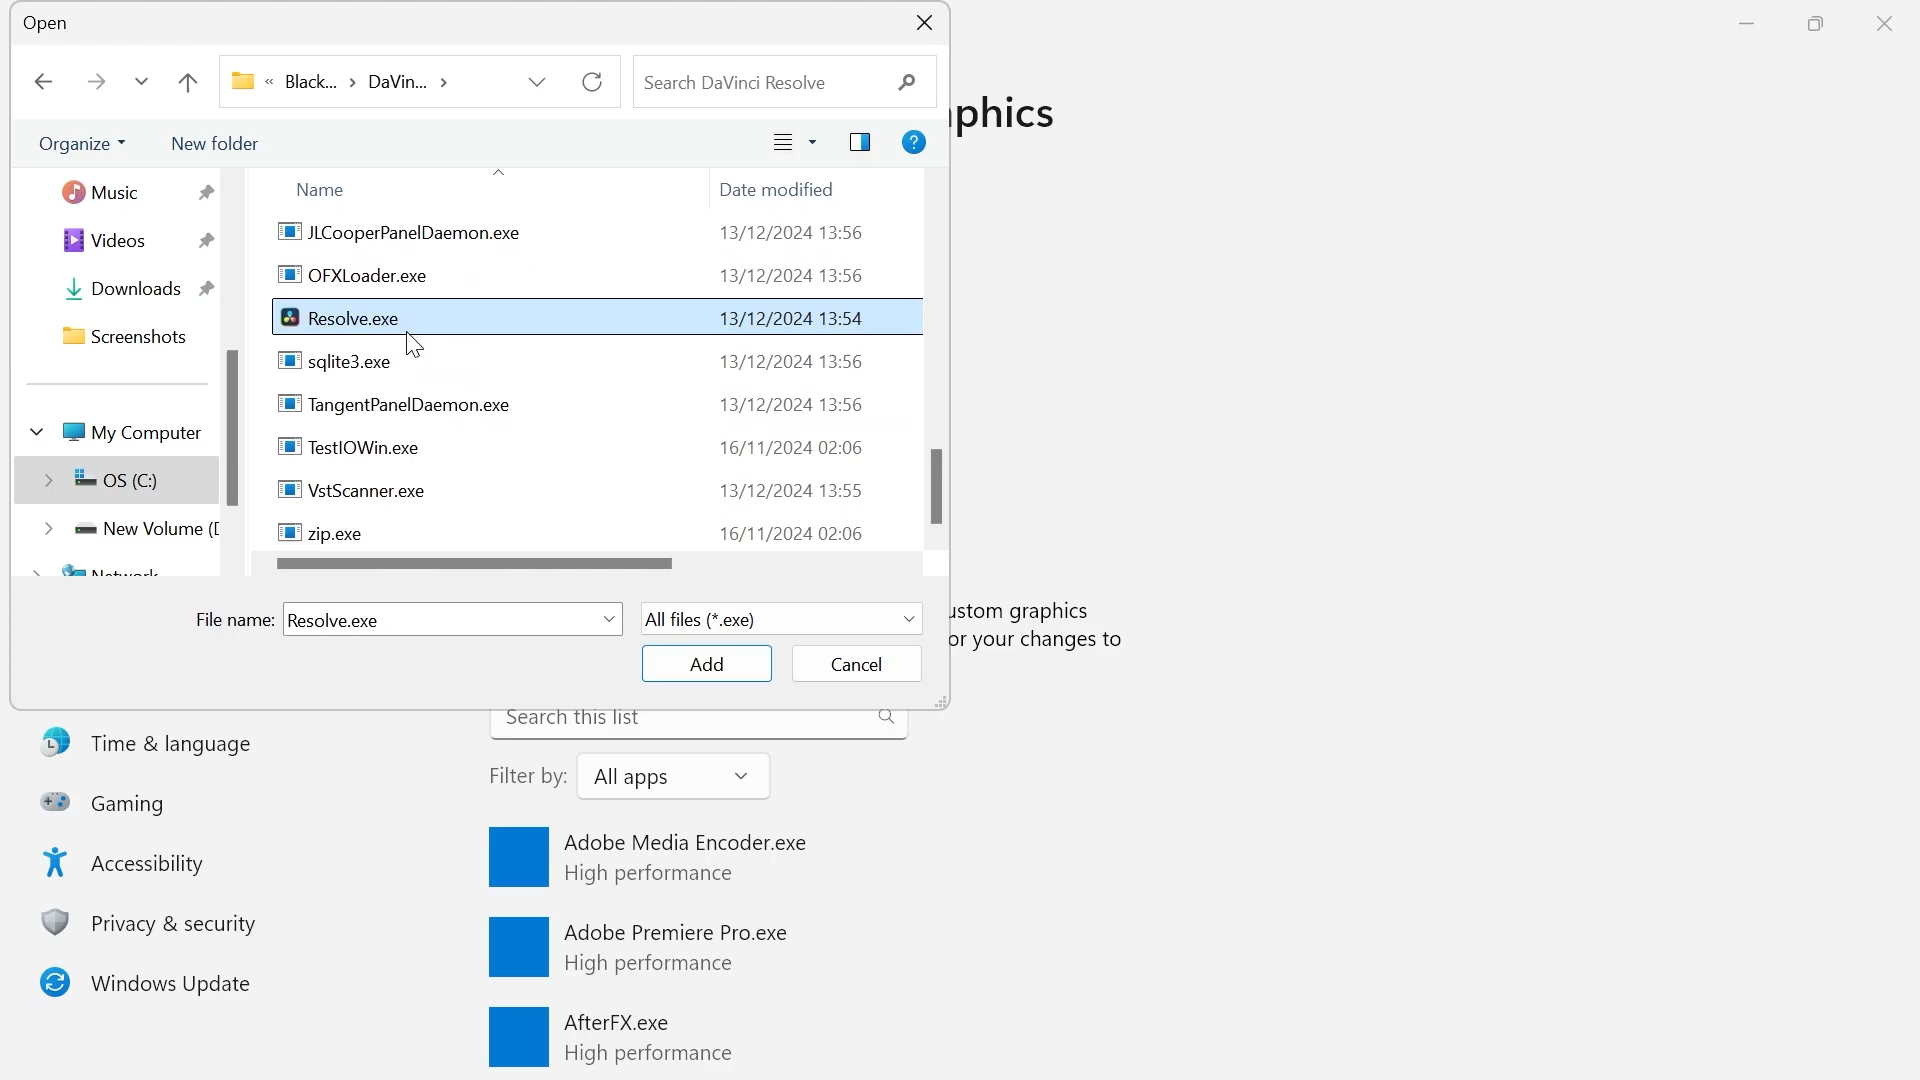 Open
Black... > DaVin... >
Search DaVinci Resolve
Organize
New folder
?
Music
Videos
Downloads
Screenshots
My Computer
OS (C:)
New Volume (D
Network
Name
Date modified
JLCooperPanelDaemon.exe 13/12/2024 13:56
OFXLoader.exe 13/12/2024 13:56
Resolve.exe 13/12/2024 13:54
sqlite3.exe 13/12/2024 13:56
TangentPanelDaemon.exe 13/12/2024 13:56
TestIOWin.exe 16/11/2024 02:06
VstScanner.exe 13/12/2024 13:55
zip.exe 16/11/2024 02:06
File name: Resolve.exe
All files (*.exe)
Add
Cancel
phics
ustom graphics
or your changes to
Time & language
Gaming
Accessibility
Privacy & security
Windows Update
Search this list
Filter by: All apps
Adobe Media Encoder.exe
High performance
Adobe Premiere Pro.exe
High performance
AfterFX.exe
High performance